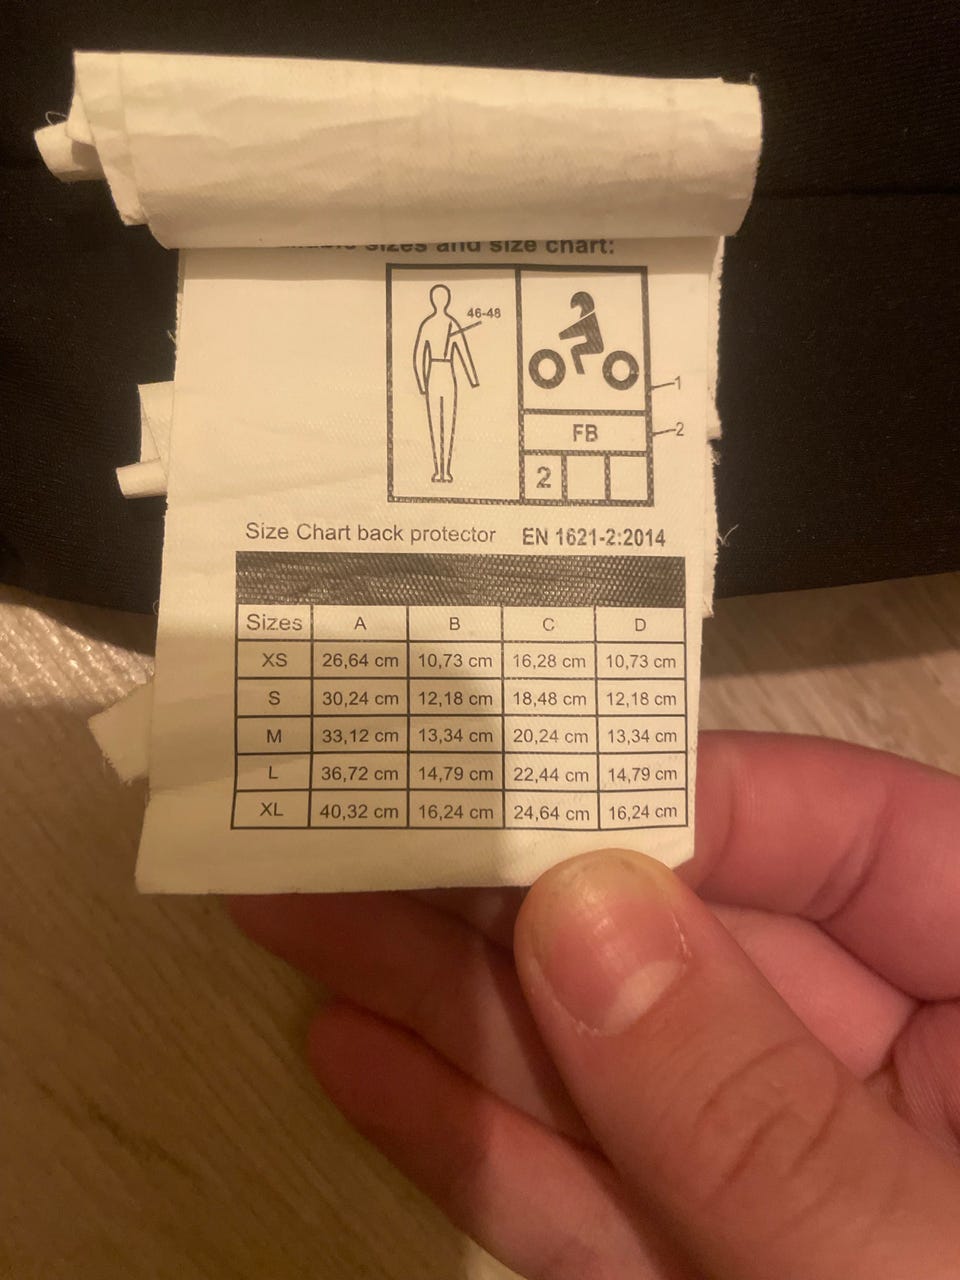 sizes and size chart:
46-48
1
FB
2
2
Size Chart back protector EN 1621-2:2014
Sizes A B C D
XS 26,64 cm 10,73 cm 16,28 cm 10,73 cm
S 30,24 cm 12,18 cm 18,48 cm 12,18 cm
M 33,12 cm 13,34 cm 20,24 cm 13,34 cm
L 36,72 cm 14,79 cm 22,44 cm 14,79 cm
XL 40,32 cm 16,24 cm 24,64 cm 16,24 cm